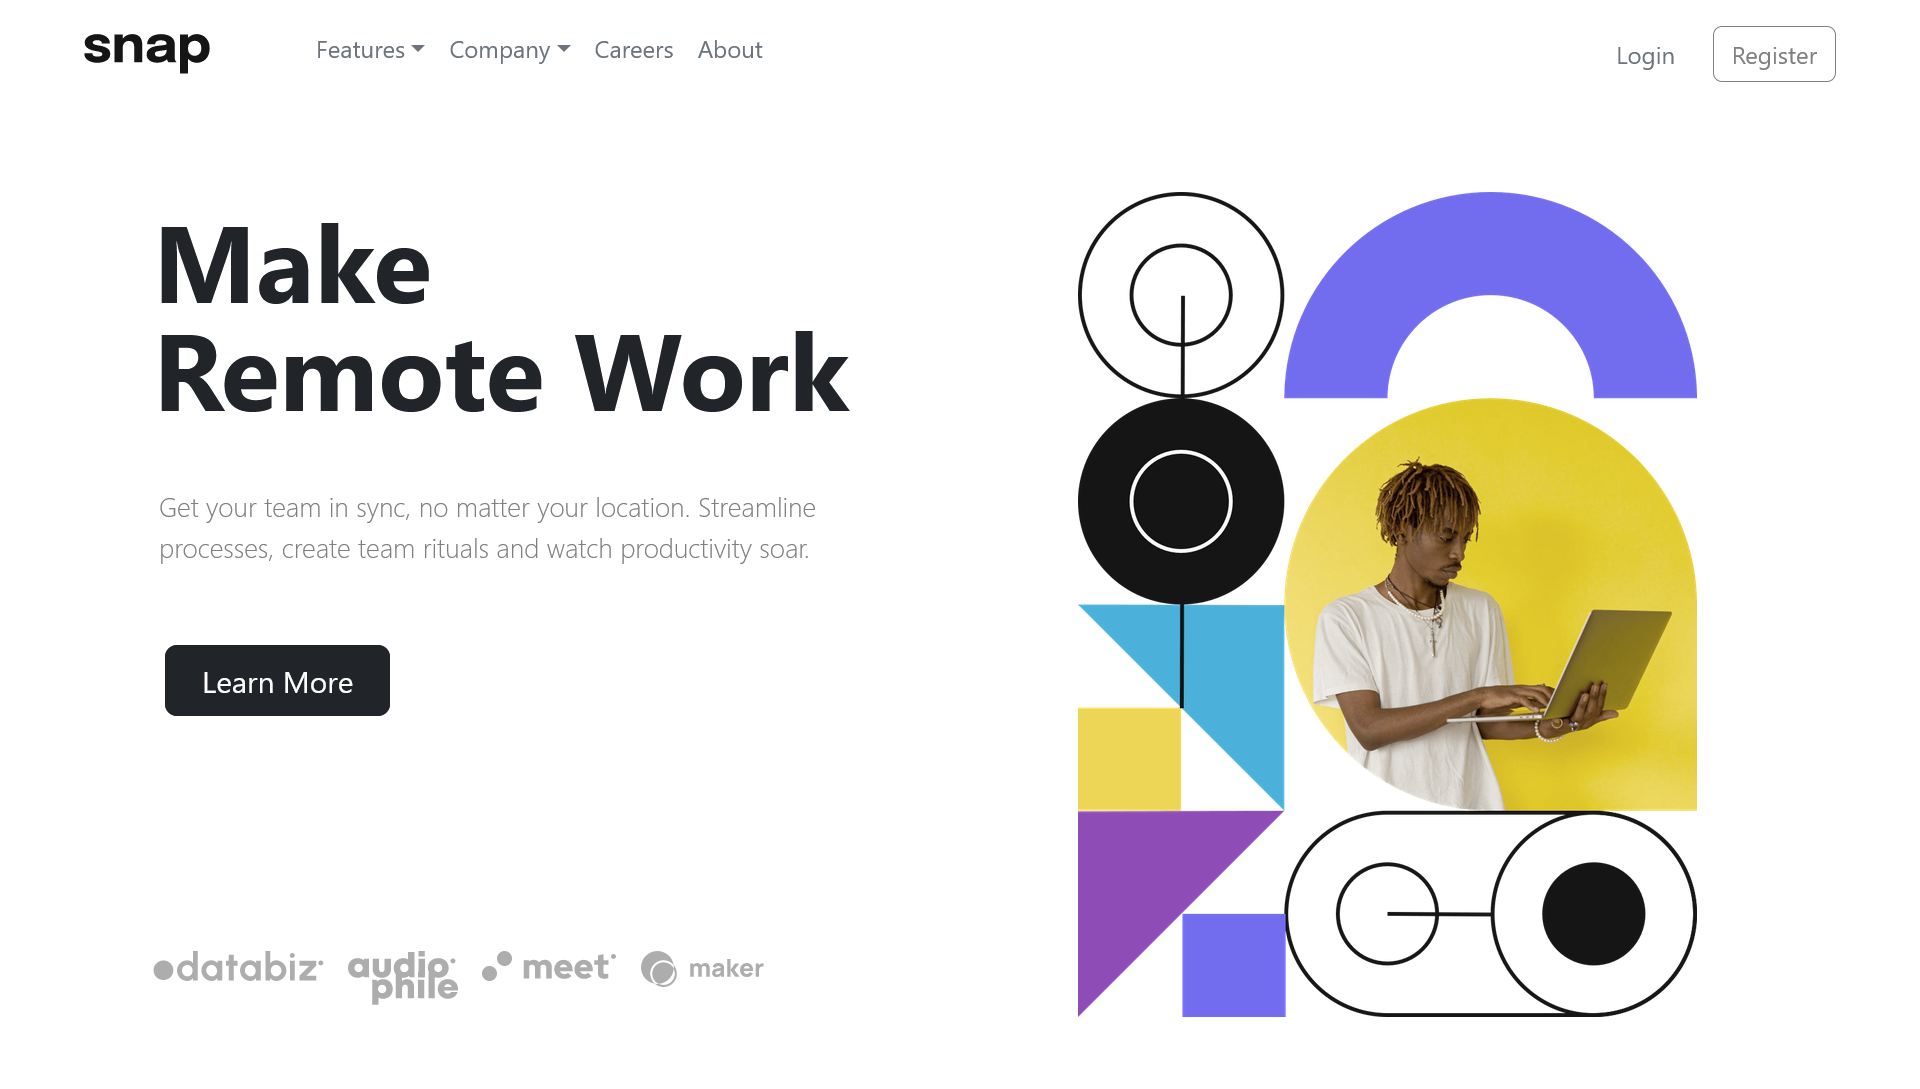 snap
Features
Company
Careers
About
Login
Register
Make
Remote Work
Get your team in sync, no matter your location. Streamline
processes, create team rituals and watch productivity soar.
Learn More
databiz
audio
phile
meet
maker